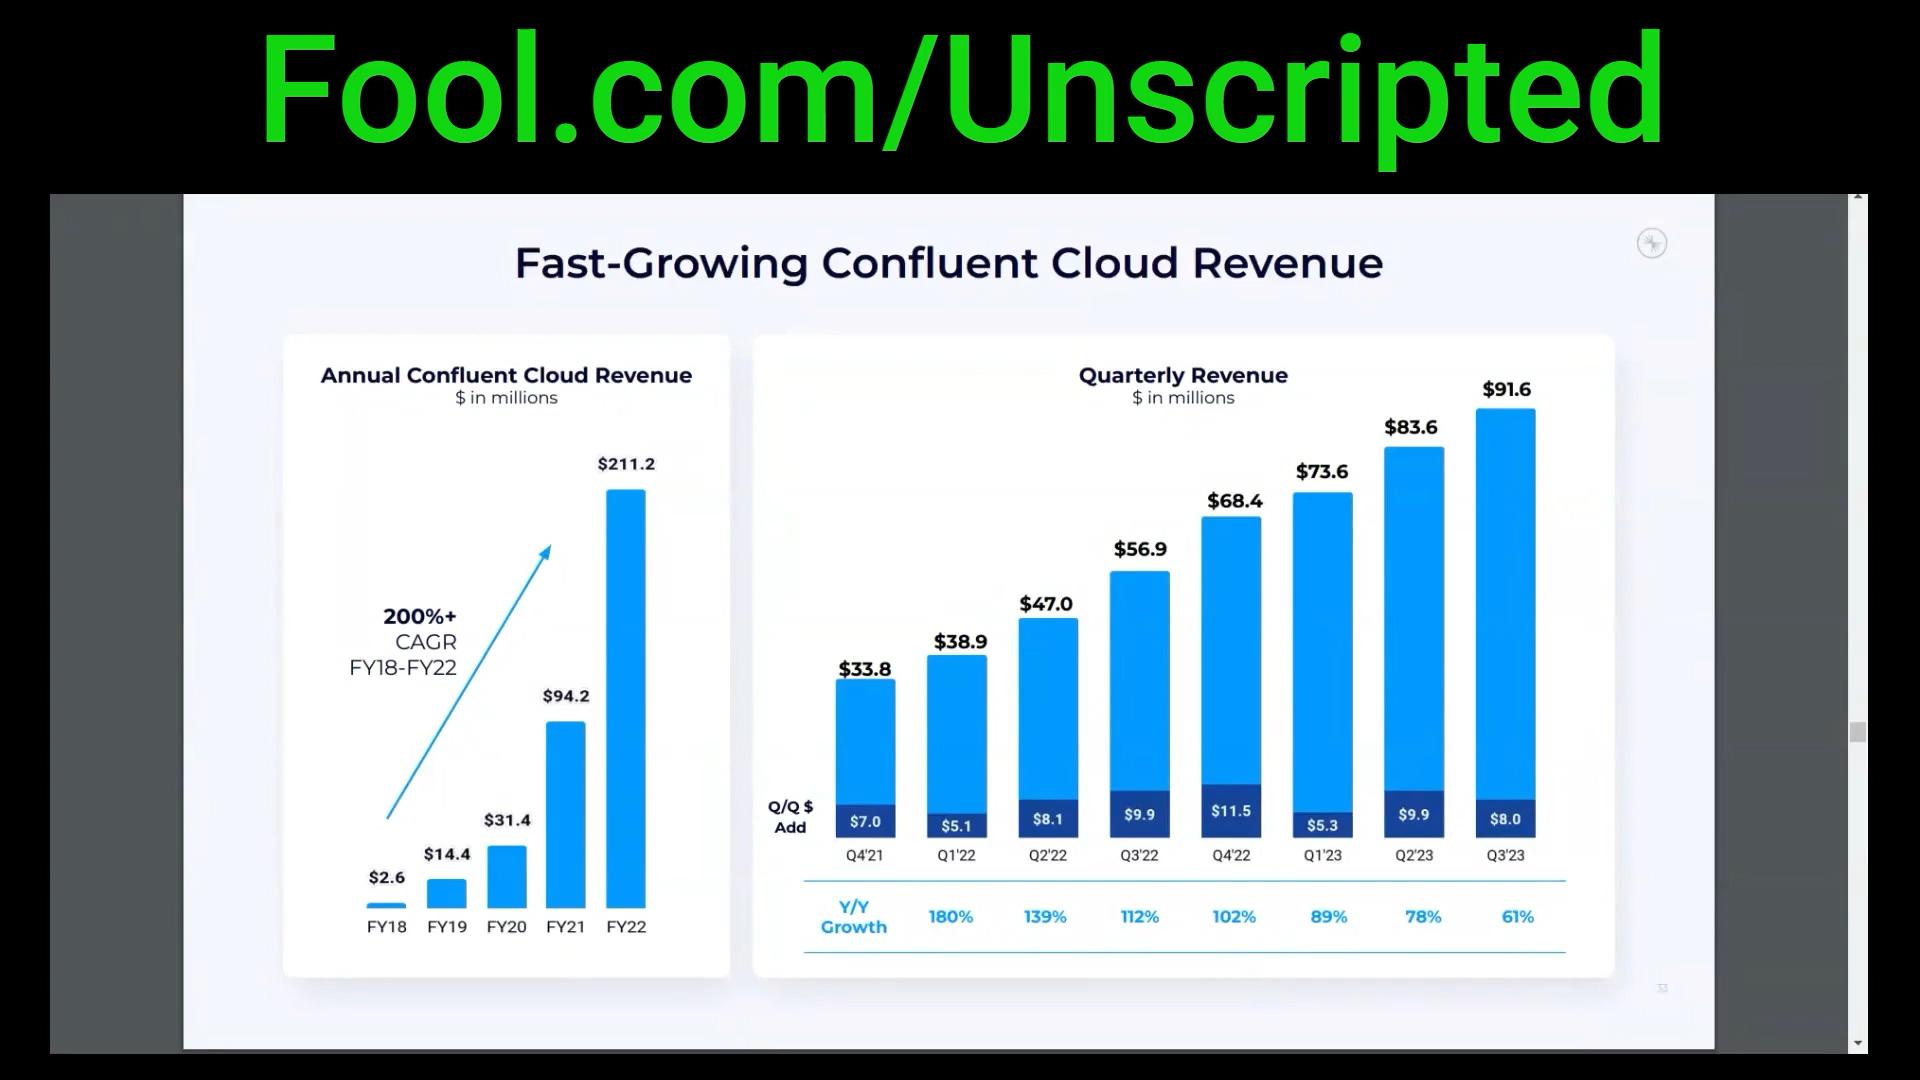 Fool.com/Unscripted
Fast-Growing Confluent Cloud Revenue
Annual Confluent Cloud Revenue
$ in millions
$211.2
200%+
CAGR
FY18-FY22
$94.2
$31.4
$14.4
$2.6
FY18 FY19 FY20 FY21 FY22
Quarterly Revenue
$ in millions
$91.6
$83.6
$73.6
$68.4
$56.9
$47.0
$38.9
$33.8
Q/Q $
Add
$7.0 $5.1 $8.1 $9.9 $11.5 $5.3 $9.9 $8.0
Q4'21 Q1'22 Q2'22 Q3'22 Q4'22 Q1'23 Q2'23 Q3'23
Y/Y
Growth
180% 139% 112% 102% 89% 78% 61%
33